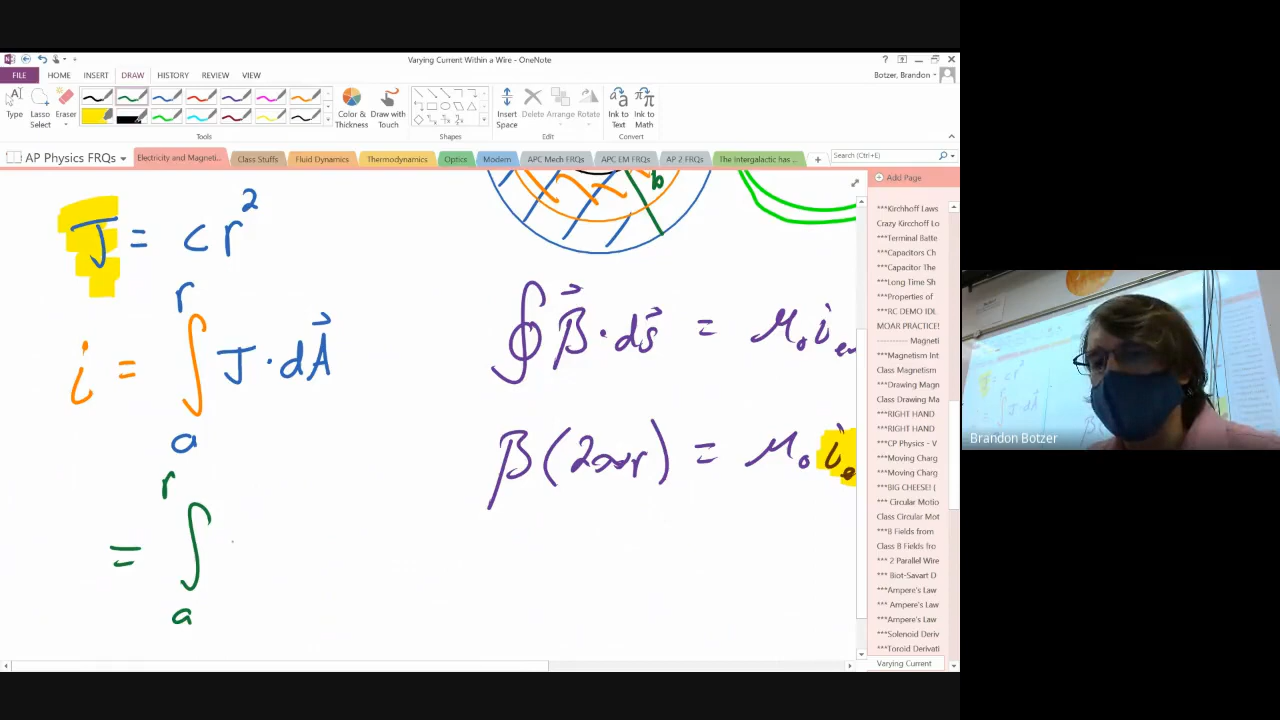 Varying Current Within a Wire - OneNote
FILE HOME INSERT DRAW HISTORY REVIEW VIEW
Botzer, Brandon
Type
Lasso Select
Eraser
Color & Thickness
Draw with Touch
Insert Space
Delete
Arrange
Rotate
Ink to Text
Ink to Math
Tools
Shapes
Edit
Convert
AP Physics FRQs
Electricity and Magneti...
Class Stuffs
Fluid Dynamics
Thermodynamics
Optics
Modern
APC Mech FRQs
APC EM FRQs
AP 2 FRQs
The Intergalactic has ...
Search (Ctrl+E)
Add Page
b
J = c r²
i = ∫ₐʳ J · dA⃗
= ∫ₐʳ
∮ B⃗ · ds⃗ = μ₀ i en
B(2πr) = μ₀ i e
***Kirchhoff Laws
Crazy Kircchoff Lo
***Terminal Batte
***Capacitors Ch
***Capacitor The
***Long Time Sh
***Properties of
***RC DEMO IDL
MOAR PRACTICE!
---------- Magneti
***Magnetism Int
Class Magnetism
***Drawing Magn
Class Drawing Ma
***RIGHT HAND
***RIGHT HAND
***CP Physics - V
***Moving Charg
***Moving Charg
***BIG CHEESE! (
*** Circular Motio
Class Circular Mot
***B Fields from
Class B Fields fro
*** 2 Parallel Wire
*** Biot-Savart D
***Ampere's Law
*** Ampere's Law
***Ampere's Law
***Solenoid Deriv
***Toroid Derivati
Varying Current
Brandon Botzer